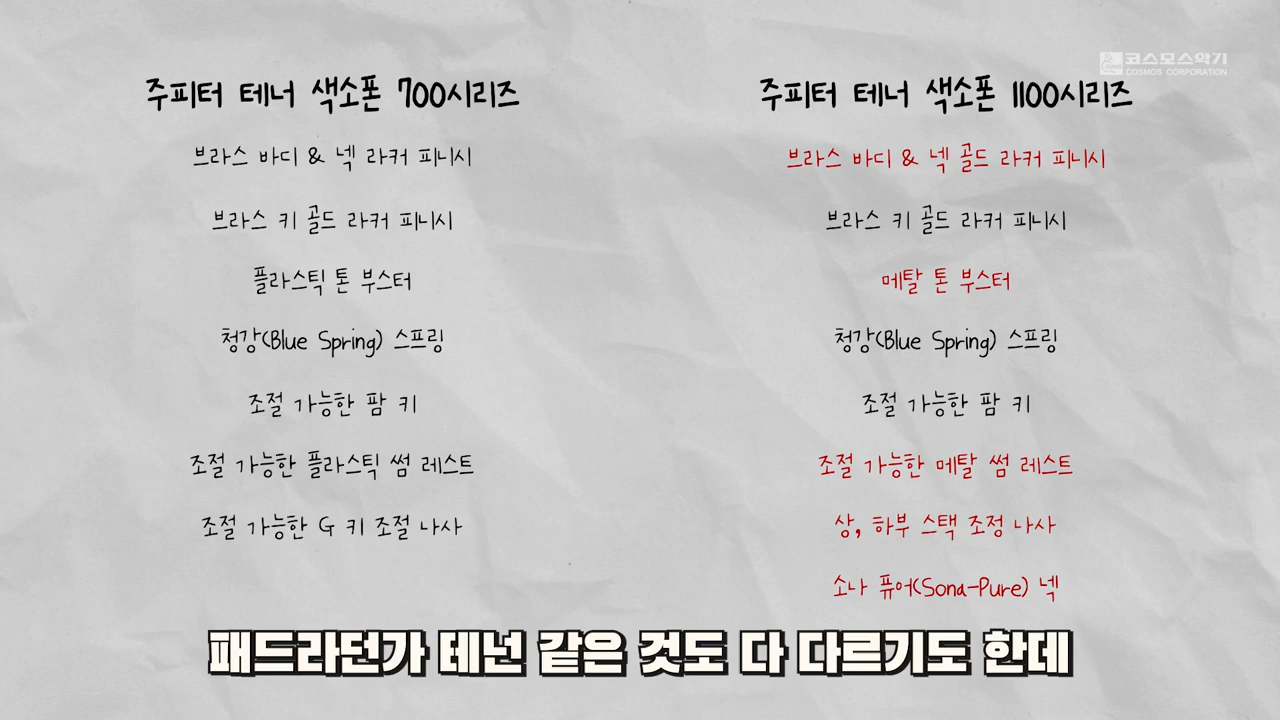 코스모스악기
COSMOS CORPORATION
주피터 테너 색소폰 700시리즈
브라스 바디 & 넥 라커 피니시
브라스 키 골드 라커 피니시
플라스틱 톤 부스터
청강(Blue Spring) 스프링
조절 가능한 팜 키
조절 가능한 플라스틱 썸 레스트
조절 가능한 G 키 조절 나사
주피터 테너 색소폰 1100시리즈
브라스 바디 & 넥 골드 라커 피니시
브라스 키 골드 라커 피니시
메탈 톤 부스터
청강(Blue Spring) 스프링
조절 가능한 팜 키
조절 가능한 메탈 썸 레스트
상, 하부 스택 조정 나사
소나 퓨어(Sona-Pure) 넥
패드라던가 테넌 같은 것도 다 다르기도 한데